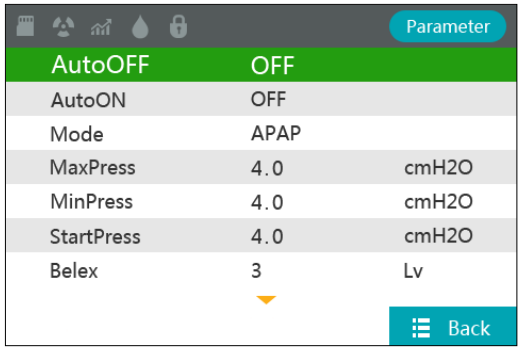 Parameter
AutoOFF OFF
AutoON OFF
Mode APAP
MaxPress 4.0 cmH2O
MinPress 4.0 cmH2O
StartPress 4.0 cmH2O
Belex 3 Lv
Back